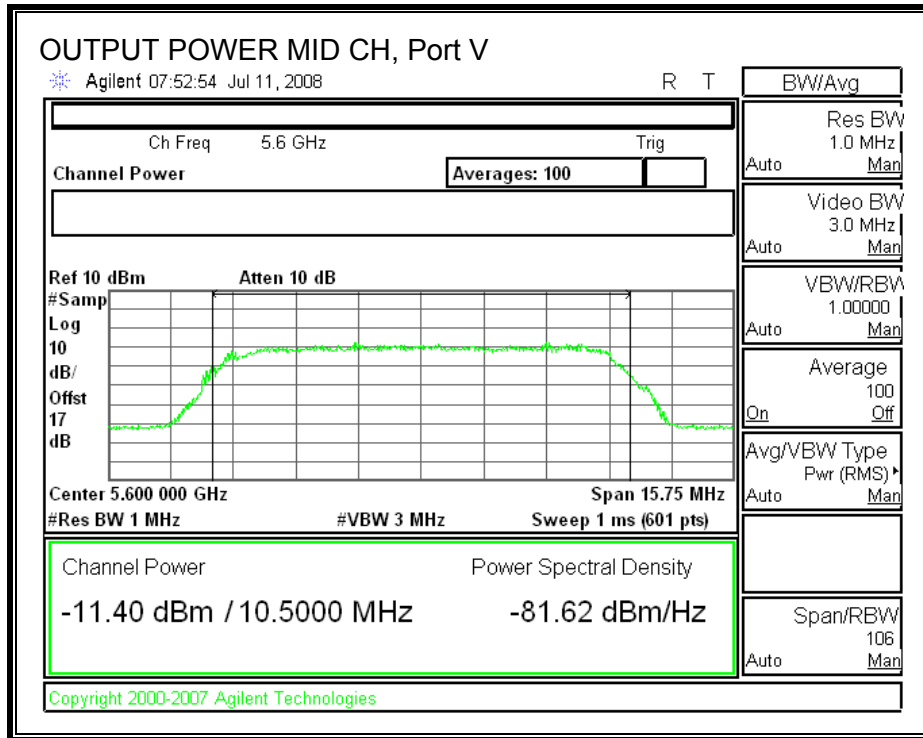 OUTPUT POWER MID CH, Port V
Agilent 07:52:54 Jul 11, 2008
R T
BW/Avg
Ch Freq 5.6 GHz
Trig
Channel Power
Averages: 100
Res BW
1.0 MHz
Auto Man
Video BW
3.0 MHz
Auto Man
VBW/RBW
1.00000
Auto Man
Average
100
On Off
Avg/VBW Type
Pwr (RMS)
Auto Man
Span/RBW
106
Auto Man
Ref 10 dBm
Atten 10 dB
#Samp
Log
10
dB/
Offst
17
dB
Center 5.600 000 GHz
Span 15.75 MHz
#Res BW 1 MHz
#VBW 3 MHz
Sweep 1 ms (601 pts)
Channel Power
Power Spectral Density
-11.40 dBm / 10.5000 MHz
-81.62 dBm/Hz
Copyright 2000-2007 Agilent Technologies